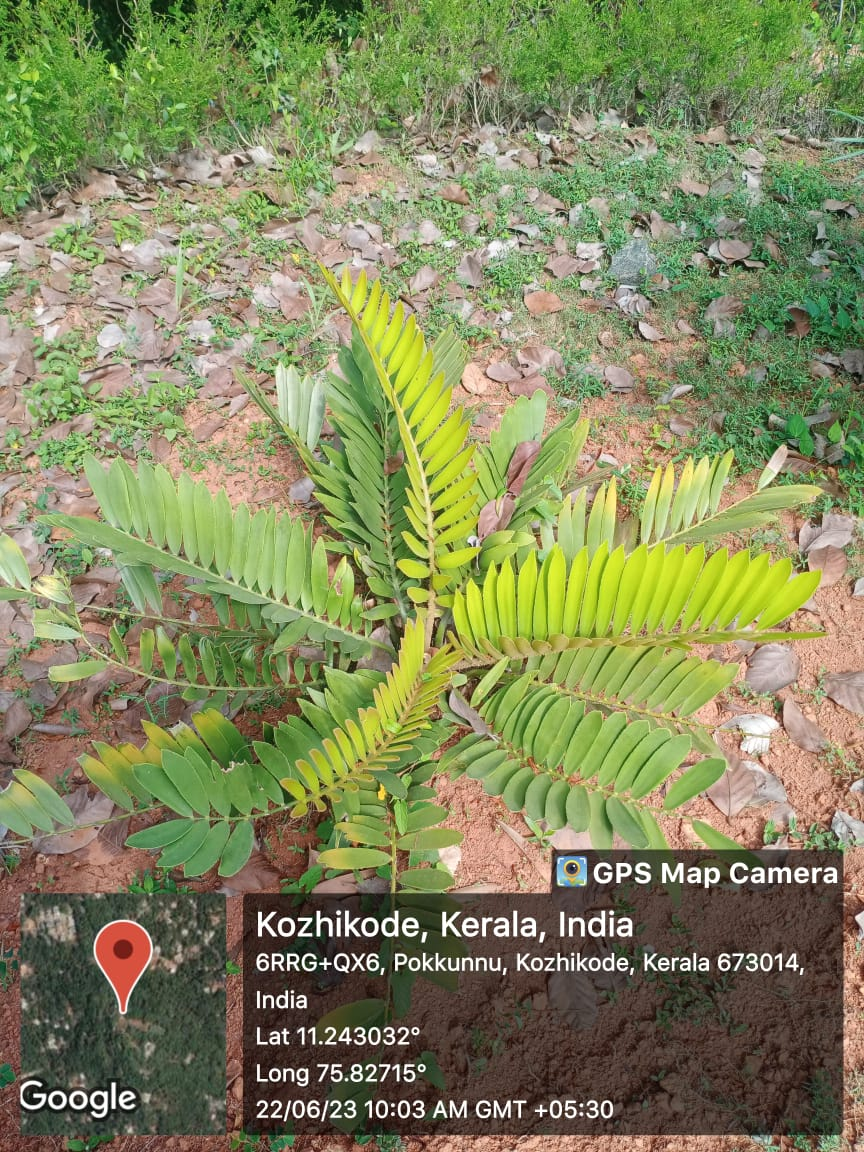 GPS Map Camera
Kozhikode, Kerala, India
6RRG+QX6, Pokkunnu, Kozhikode, Kerala 673014,
India
Lat 11.243032°
Long 75.82715°
22/06/23 10:03 AM GMT +05:30
Google